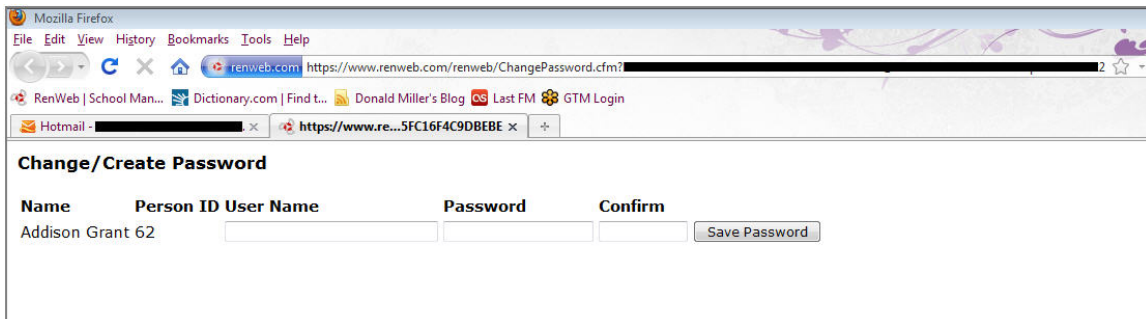 Mozilla Firefox
File Edit View History Bookmarks Tools Help
renweb.com https://www.renweb.com/renweb/ChangePassword.cfm? 2
RenWeb | School Man... Dictionary.com | Find t... Donald Miller's Blog Last FM GTM Login
Hotmail - https://www.re...5FC16F4C9DBEBE
Change/Create Password
Name Person ID User Name Password Confirm
Addison Grant 62 Save Password